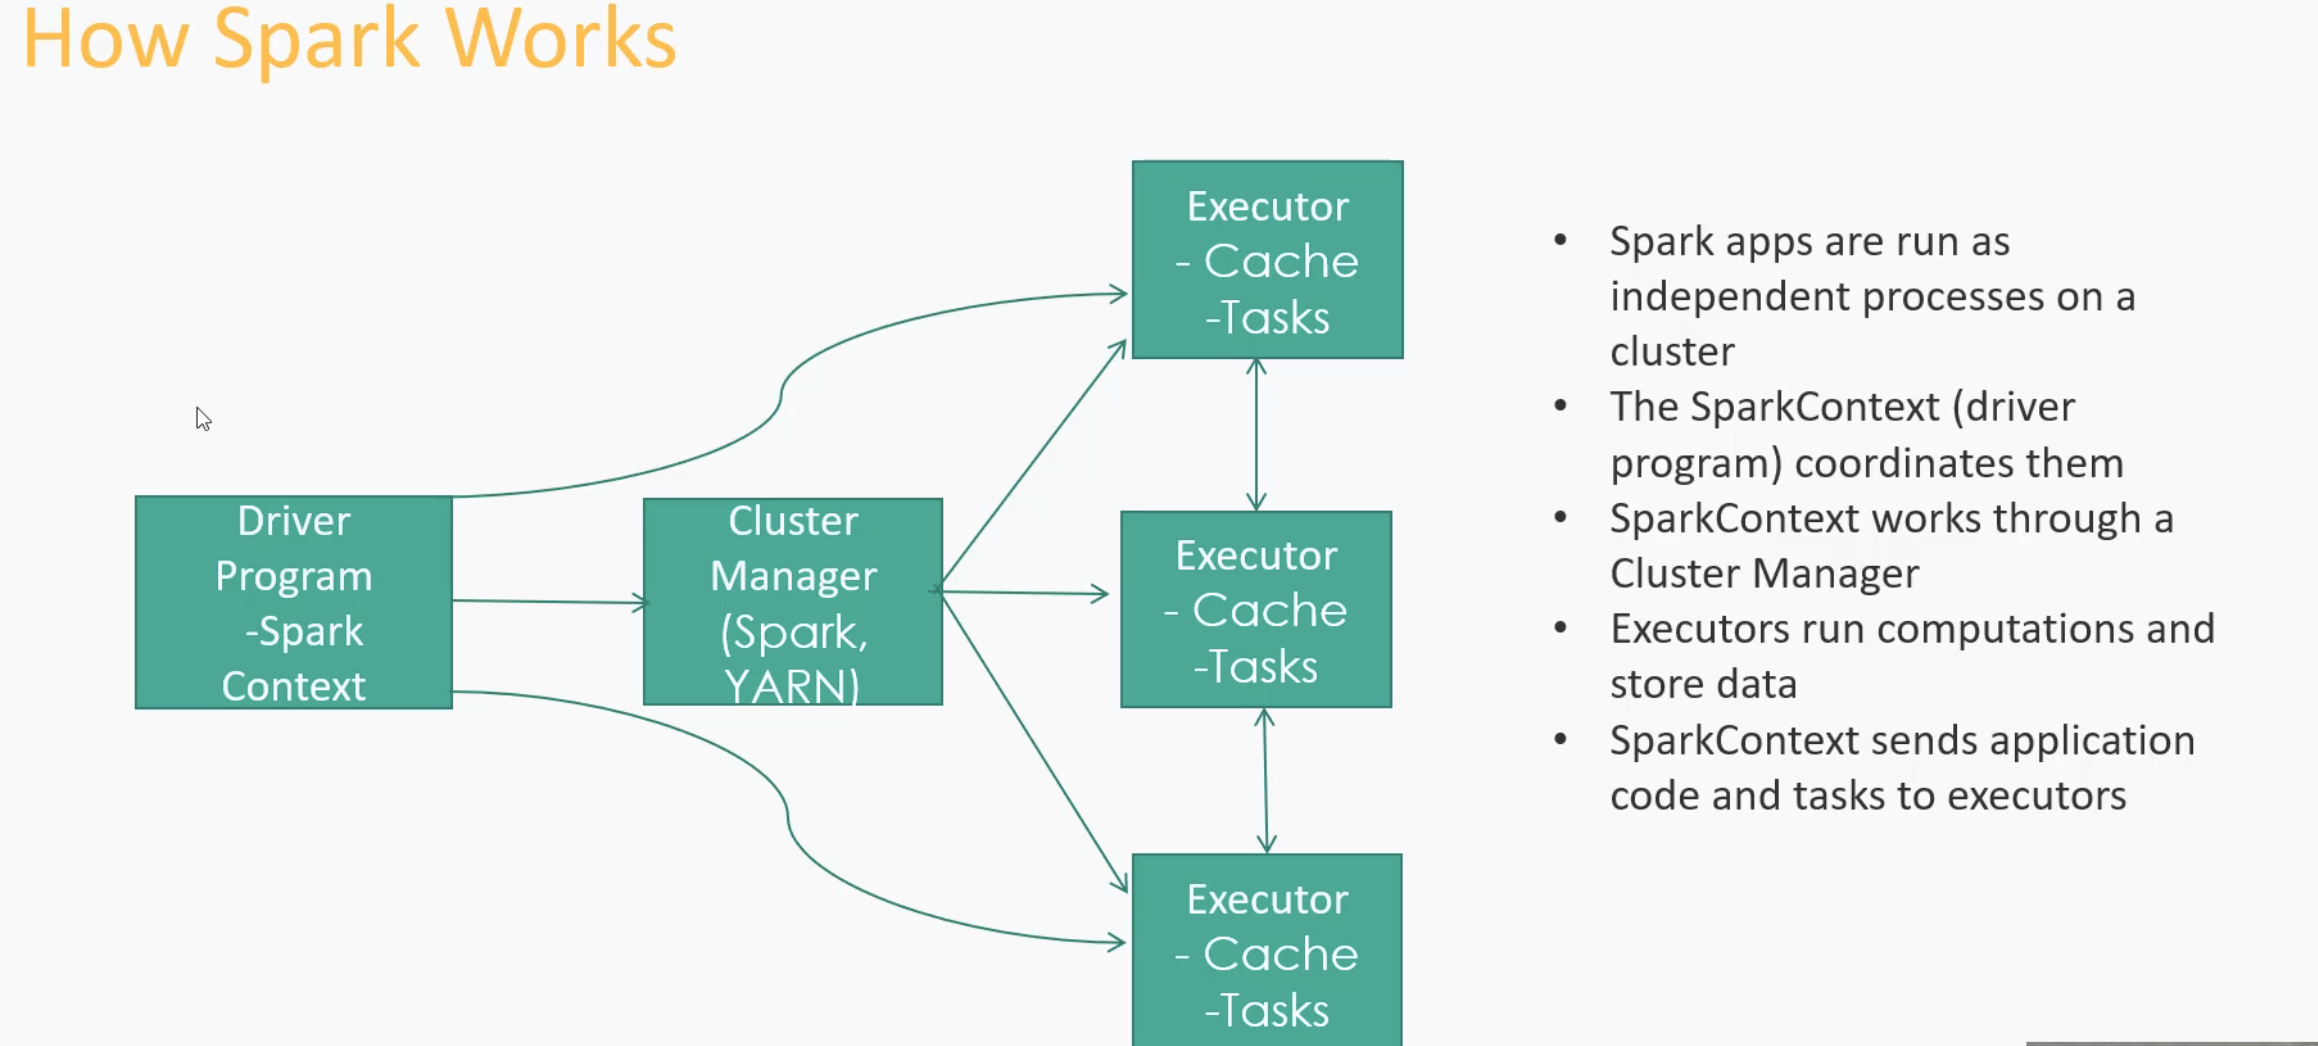 How Spark Works
Executor
- Cache
-Tasks
Driver
Program
-Spark
Context
Cluster
Manager
(Spark,
YARN)
Executor
- Cache
-Tasks
Executor
- Cache
-Tasks
• Spark apps are run as
independent processes on a
cluster
• The SparkContext (driver
program) coordinates them
• SparkContext works through a
Cluster Manager
• Executors run computations and
store data
• SparkContext sends application
code and tasks to executors